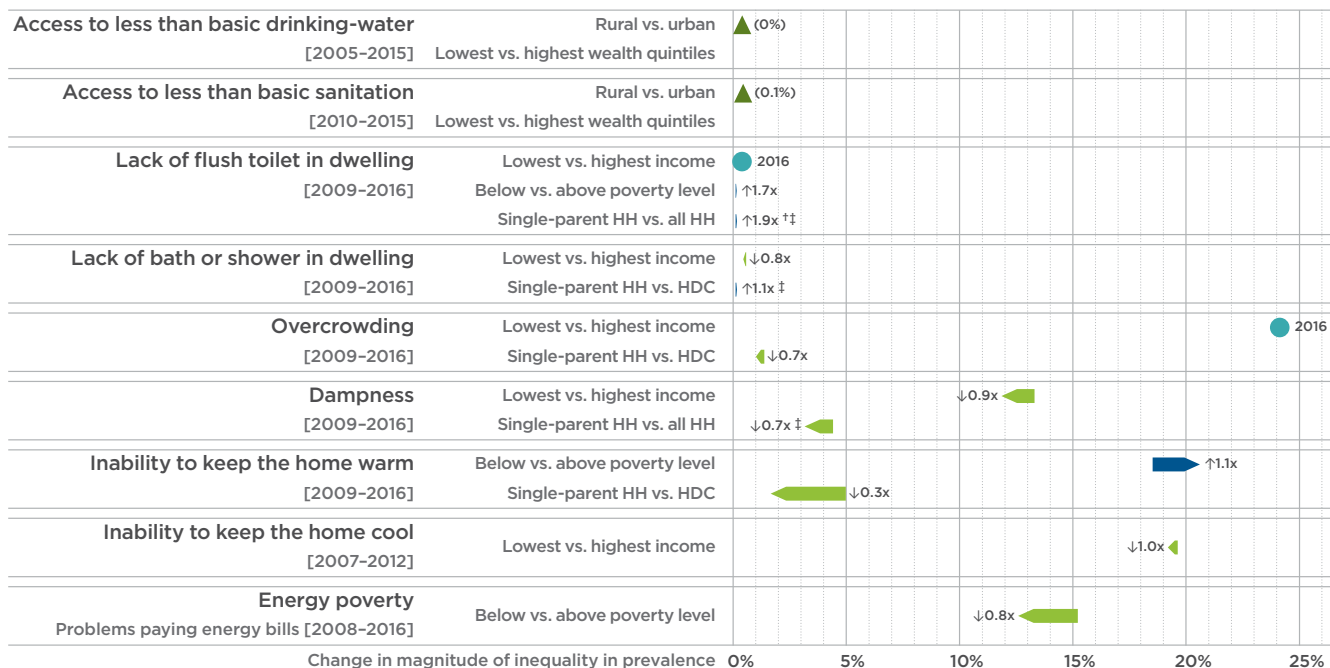 Access to less than basic drinking-water Rural vs. urban (0%)
[2005–2015] Lowest vs. highest wealth quintiles
Access to less than basic sanitation Rural vs. urban (0.1%)
[2010–2015] Lowest vs. highest wealth quintiles
Lack of flush toilet in dwelling Lowest vs. highest income 2016
[2009–2016] Below vs. above poverty level ↑1.7x
Single-parent HH vs. all HH ↑1.9x †‡
Lack of bath or shower in dwelling Lowest vs. highest income ↓0.8x
[2009–2016] Single-parent HH vs. HDC ↑1.1x ‡
Overcrowding Lowest vs. highest income 2016
[2009–2016] Single-parent HH vs. HDC ↓0.7x
Dampness Lowest vs. highest income ↓0.9x
[2009–2016] Single-parent HH vs. all HH ↓0.7x ‡
Inability to keep the home warm Below vs. above poverty level ↑1.1x
[2009–2016] Single-parent HH vs. HDC ↓0.3x
Inability to keep the home cool
Lowest vs. highest income ↓1.0x
[2007–2012]
Energy poverty
Below vs. above poverty level ↓0.8x
Problems paying energy bills [2008–2016]
Change in magnitude of inequality in prevalence 0% 5% 10% 15% 20% 25%